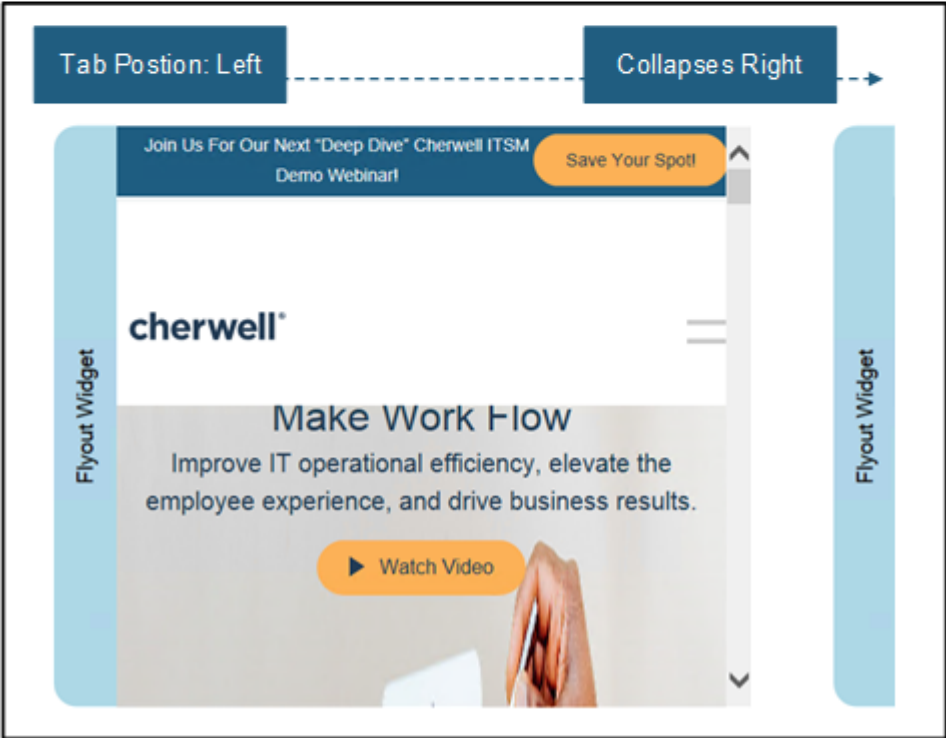 Tab Postion: Left
Collapses Right
Join Us For Our Next "Deep Dive" Cherwell ITSM
Demo Webinar!
Save Your Spot!
cherwell®
Flyout Widget
Make Work Flow
Improve IT operational efficiency, elevate the
employee experience, and drive business results.
Watch Video
Flyout Widget